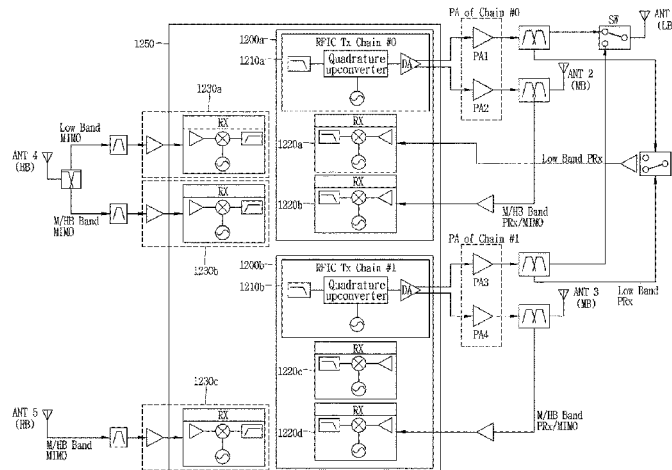 PA of Chain #0
SW
ANT 1
(LB)
1250
1200a
RFIC Tx Chain #0
1210a
Quadrature
upconverter
DA
PA1
PA2
ANT 2
(MB)
1230a
Low Band
MIMO
RX
RX
1220a
Low Band PRx
ANT 4
(HB)
RX
RX
1220b
M/HB Band
PRx/MIMO
M/HB Band
MIMO
1230b
PA of Chain #1
1200b
RFIC Tx Chain #1
1210b
Quadrature
upconverter
DA
PA3
PA4
Low Band
PRx
ANT 3
(MB)
RX
1220c
1230c
ANT 5
(HB)
RX
RX
1220d
M/HB Band
PRx/MIMO
M/HB Band
MIMO